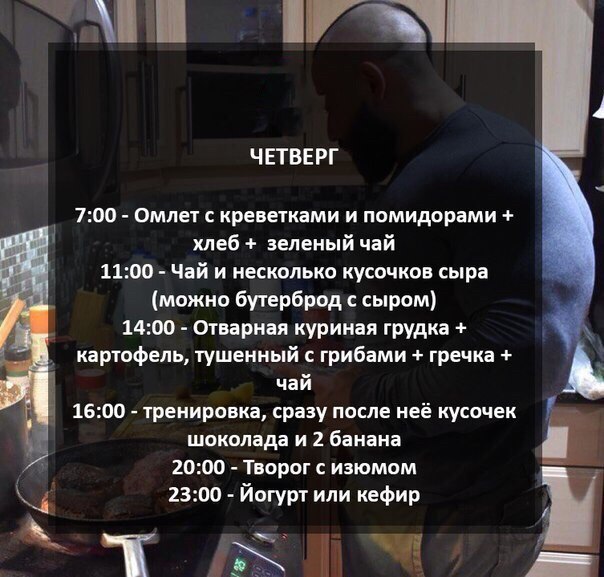 ЧЕТВЕРГ
7:00 - Омлет с креветками и помидорами +
хлеб + зеленый чай
11:00 - Чай и несколько кусочков сыра
(можно бутерброд с сыром)
14:00 - Отварная куриная грудка +
картофель, тушенный с грибами + гречка +
чай
16:00 - тренировка, сразу после неё кусочек
шоколада и 2 банана
20:00 - Творог с изюмом
23:00 - Йогурт или кефир